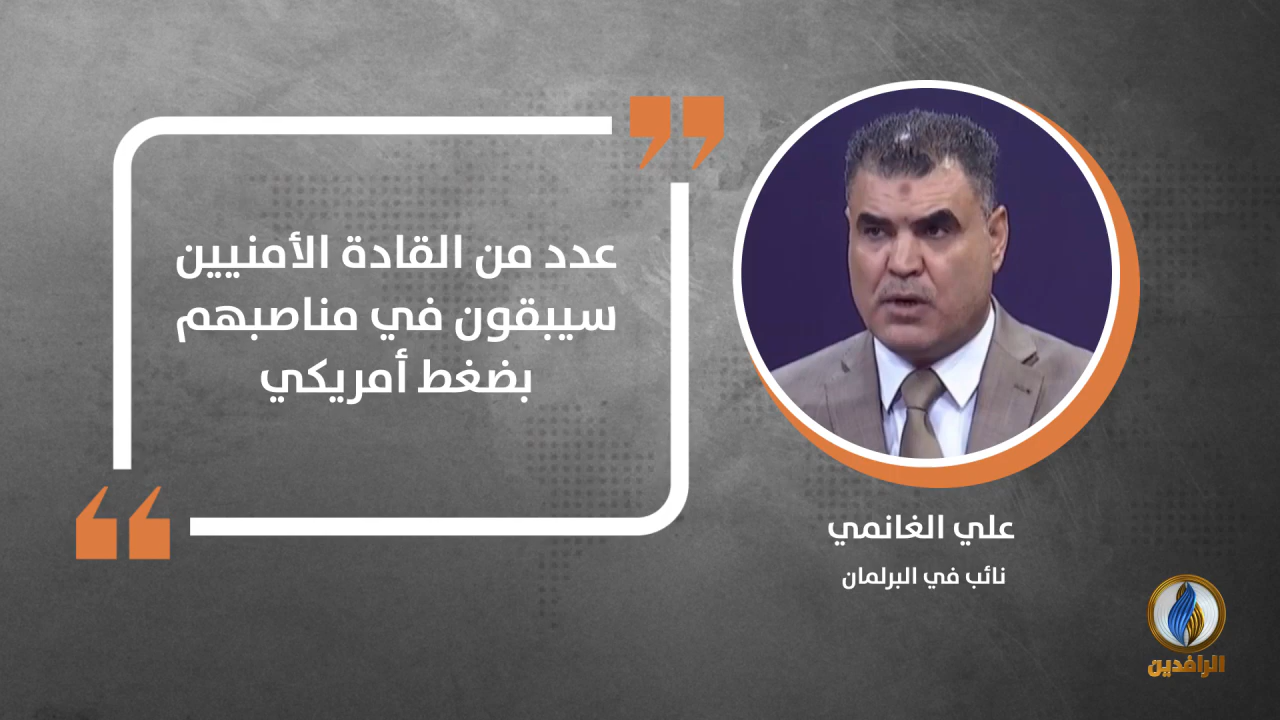 عدد من القادة الأمنيين
سيبقون في مناصبهم
بضغط أمريكي
علي الغانمي
نائب في البرلمان
الرافدين